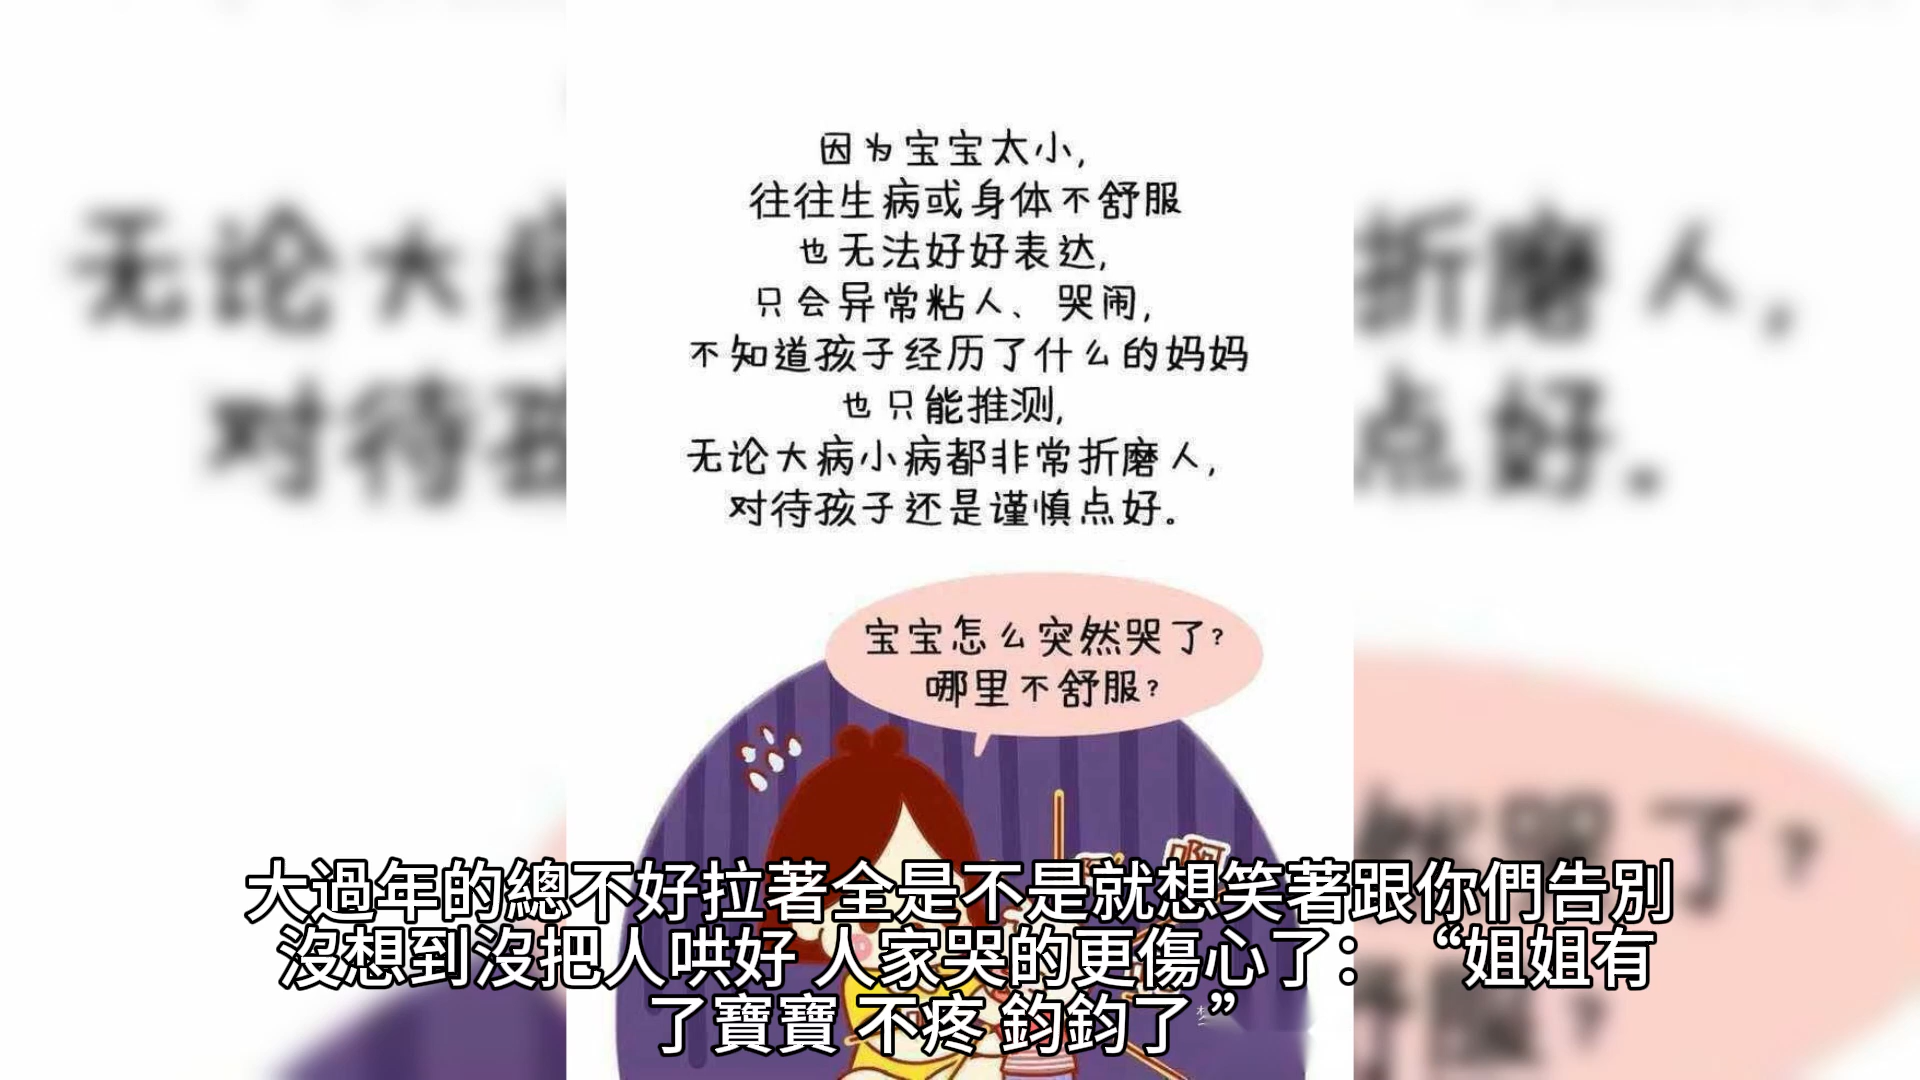 因为宝宝太小，
往往生病或身体不舒服
也无法好好表达，
只会异常粘人、哭闹，
不知道孩子经历了什么的妈妈
也只能推测，
无论大病小病都非常折磨人，
对待孩子还是谨慎点好。
宝宝怎么突然哭了？
哪里不舒服？
啊
大過年的總不好拉著全是不是就想笑著跟你們告別
沒想到沒把人哄好 人家哭的更傷心了：“姐姐有
了寶寶 不疼 鈞鈞了”